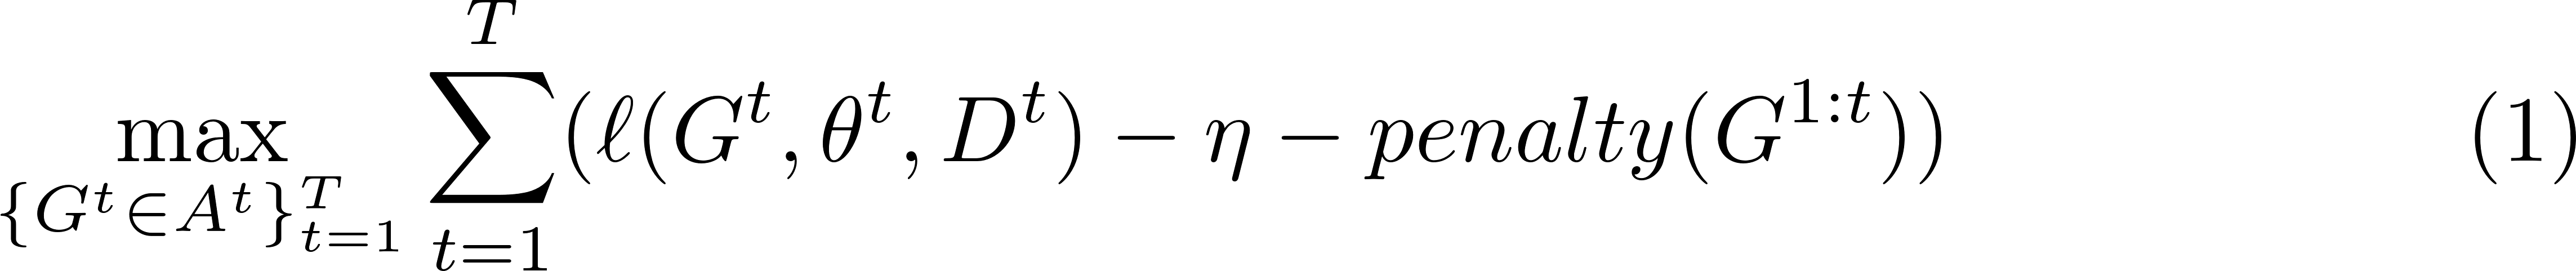 \max_{\{G^t \in A^t\}_{t=1}^{T}} \sum_{t=1}^{T} (\ell(G^t, \theta^t, D^t) - \eta - penalty(G^{1:t})) (1)